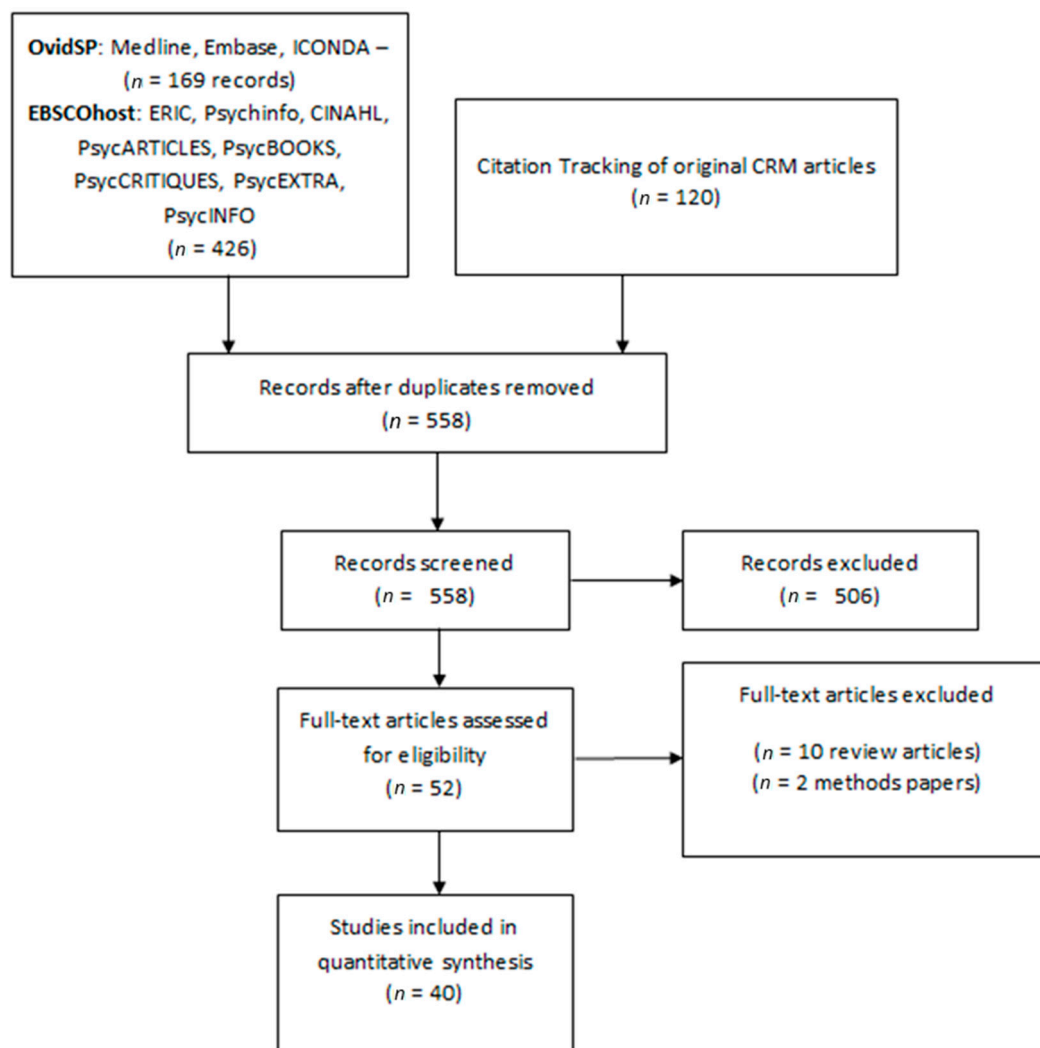 OvidSP: Medline, Embase, ICONDA –
(n = 169 records)
EBSCOhost: ERIC, Psychinfo, CINAHL,
PsycARTICLES, PsycBOOKS,
PsycCRITIQUES, PsycEXTRA,
PsycINFO
(n = 426)
Citation Tracking of original CRM articles
(n = 120)
Records after duplicates removed
(n = 558)
Records screened
(n = 558)
Records excluded
(n = 506)
Full-text articles assessed
for eligibility
(n = 52)
Full-text articles excluded
(n = 10 review articles)
(n = 2 methods papers)
Studies included in
quantitative synthesis
(n = 40)